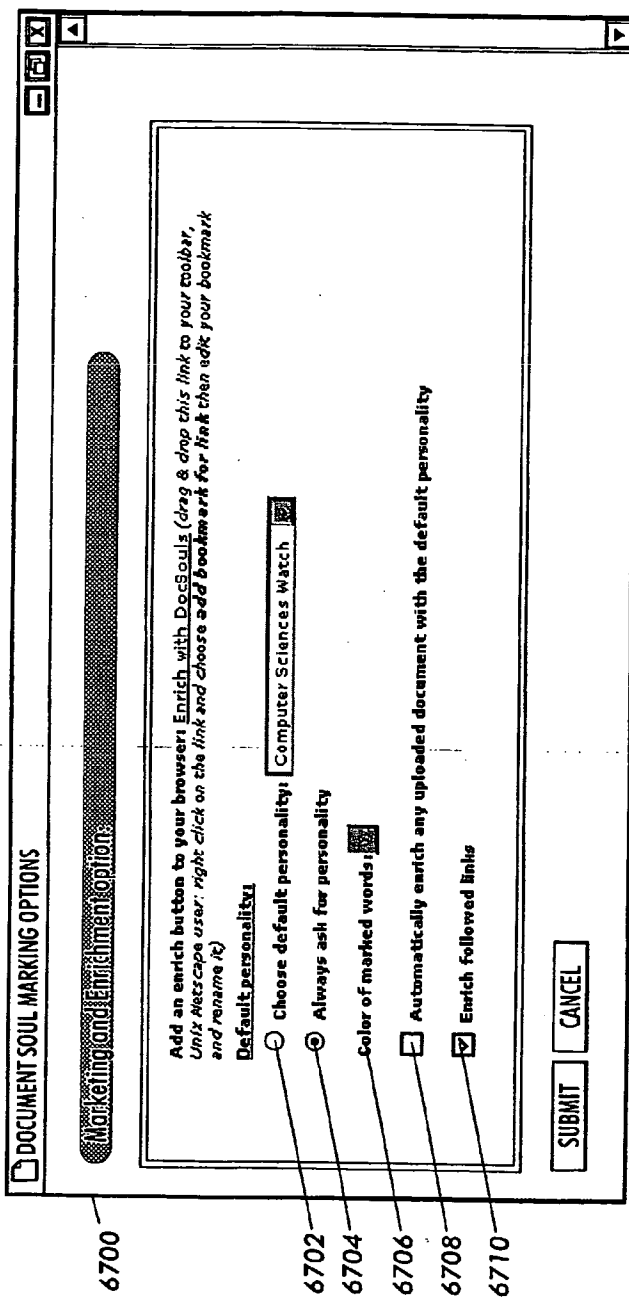 DOCUMENT SOUL MARKING OPTIONS
Marketing and Enrichment option:
Add an enrich button to your browser: Enrich with DocSouls (drag & drop this link to your toolbar,
Unix Netscape user: right click on the link and choose add bookmark for link then edit your bookmark
and rename it)
Default personality:
Choose default personality: Computer Sciences Watch
Always ask for personality
Color of marked words:
Automatically enrich any uploaded document with the default personality
Enrich followed links
SUBMIT CANCEL
6700
6702
6704
6706
6708
6710